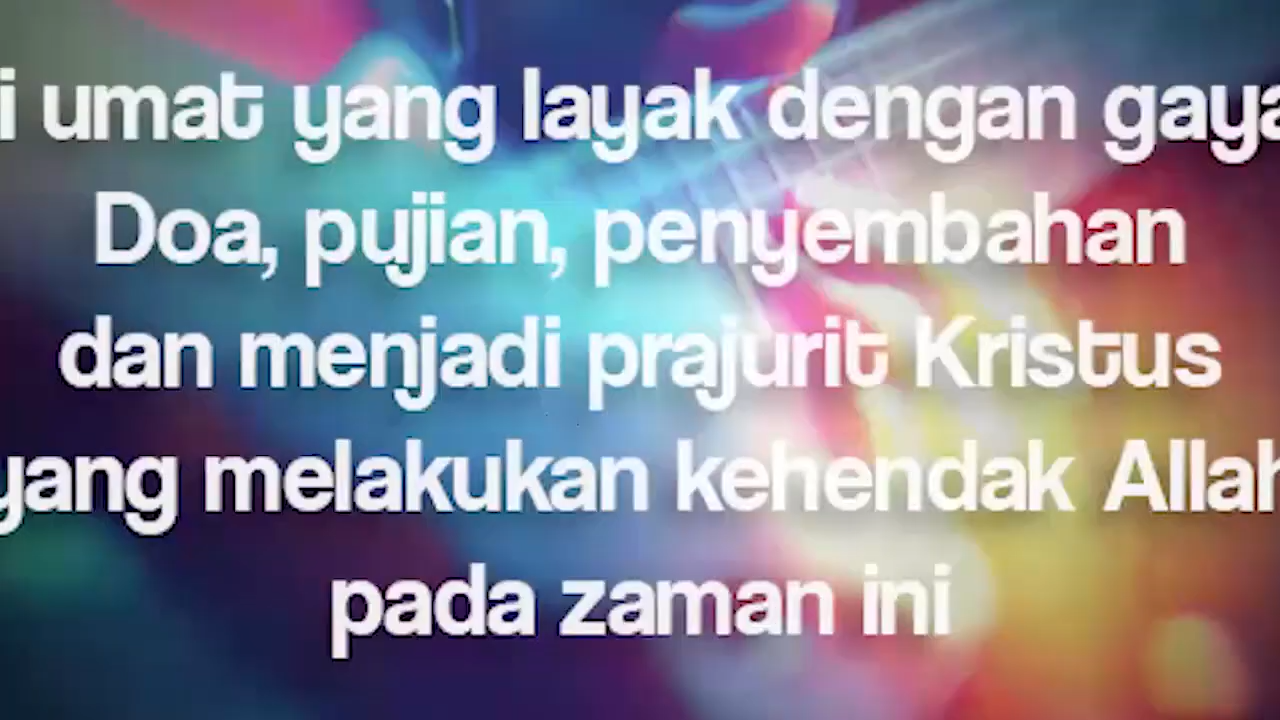 i umat yang layak dengan gaya
Doa, pujian, penyembahan
dan menjadi prajurit Kristus
yang melakukan kehendak Allah
pada zaman ini